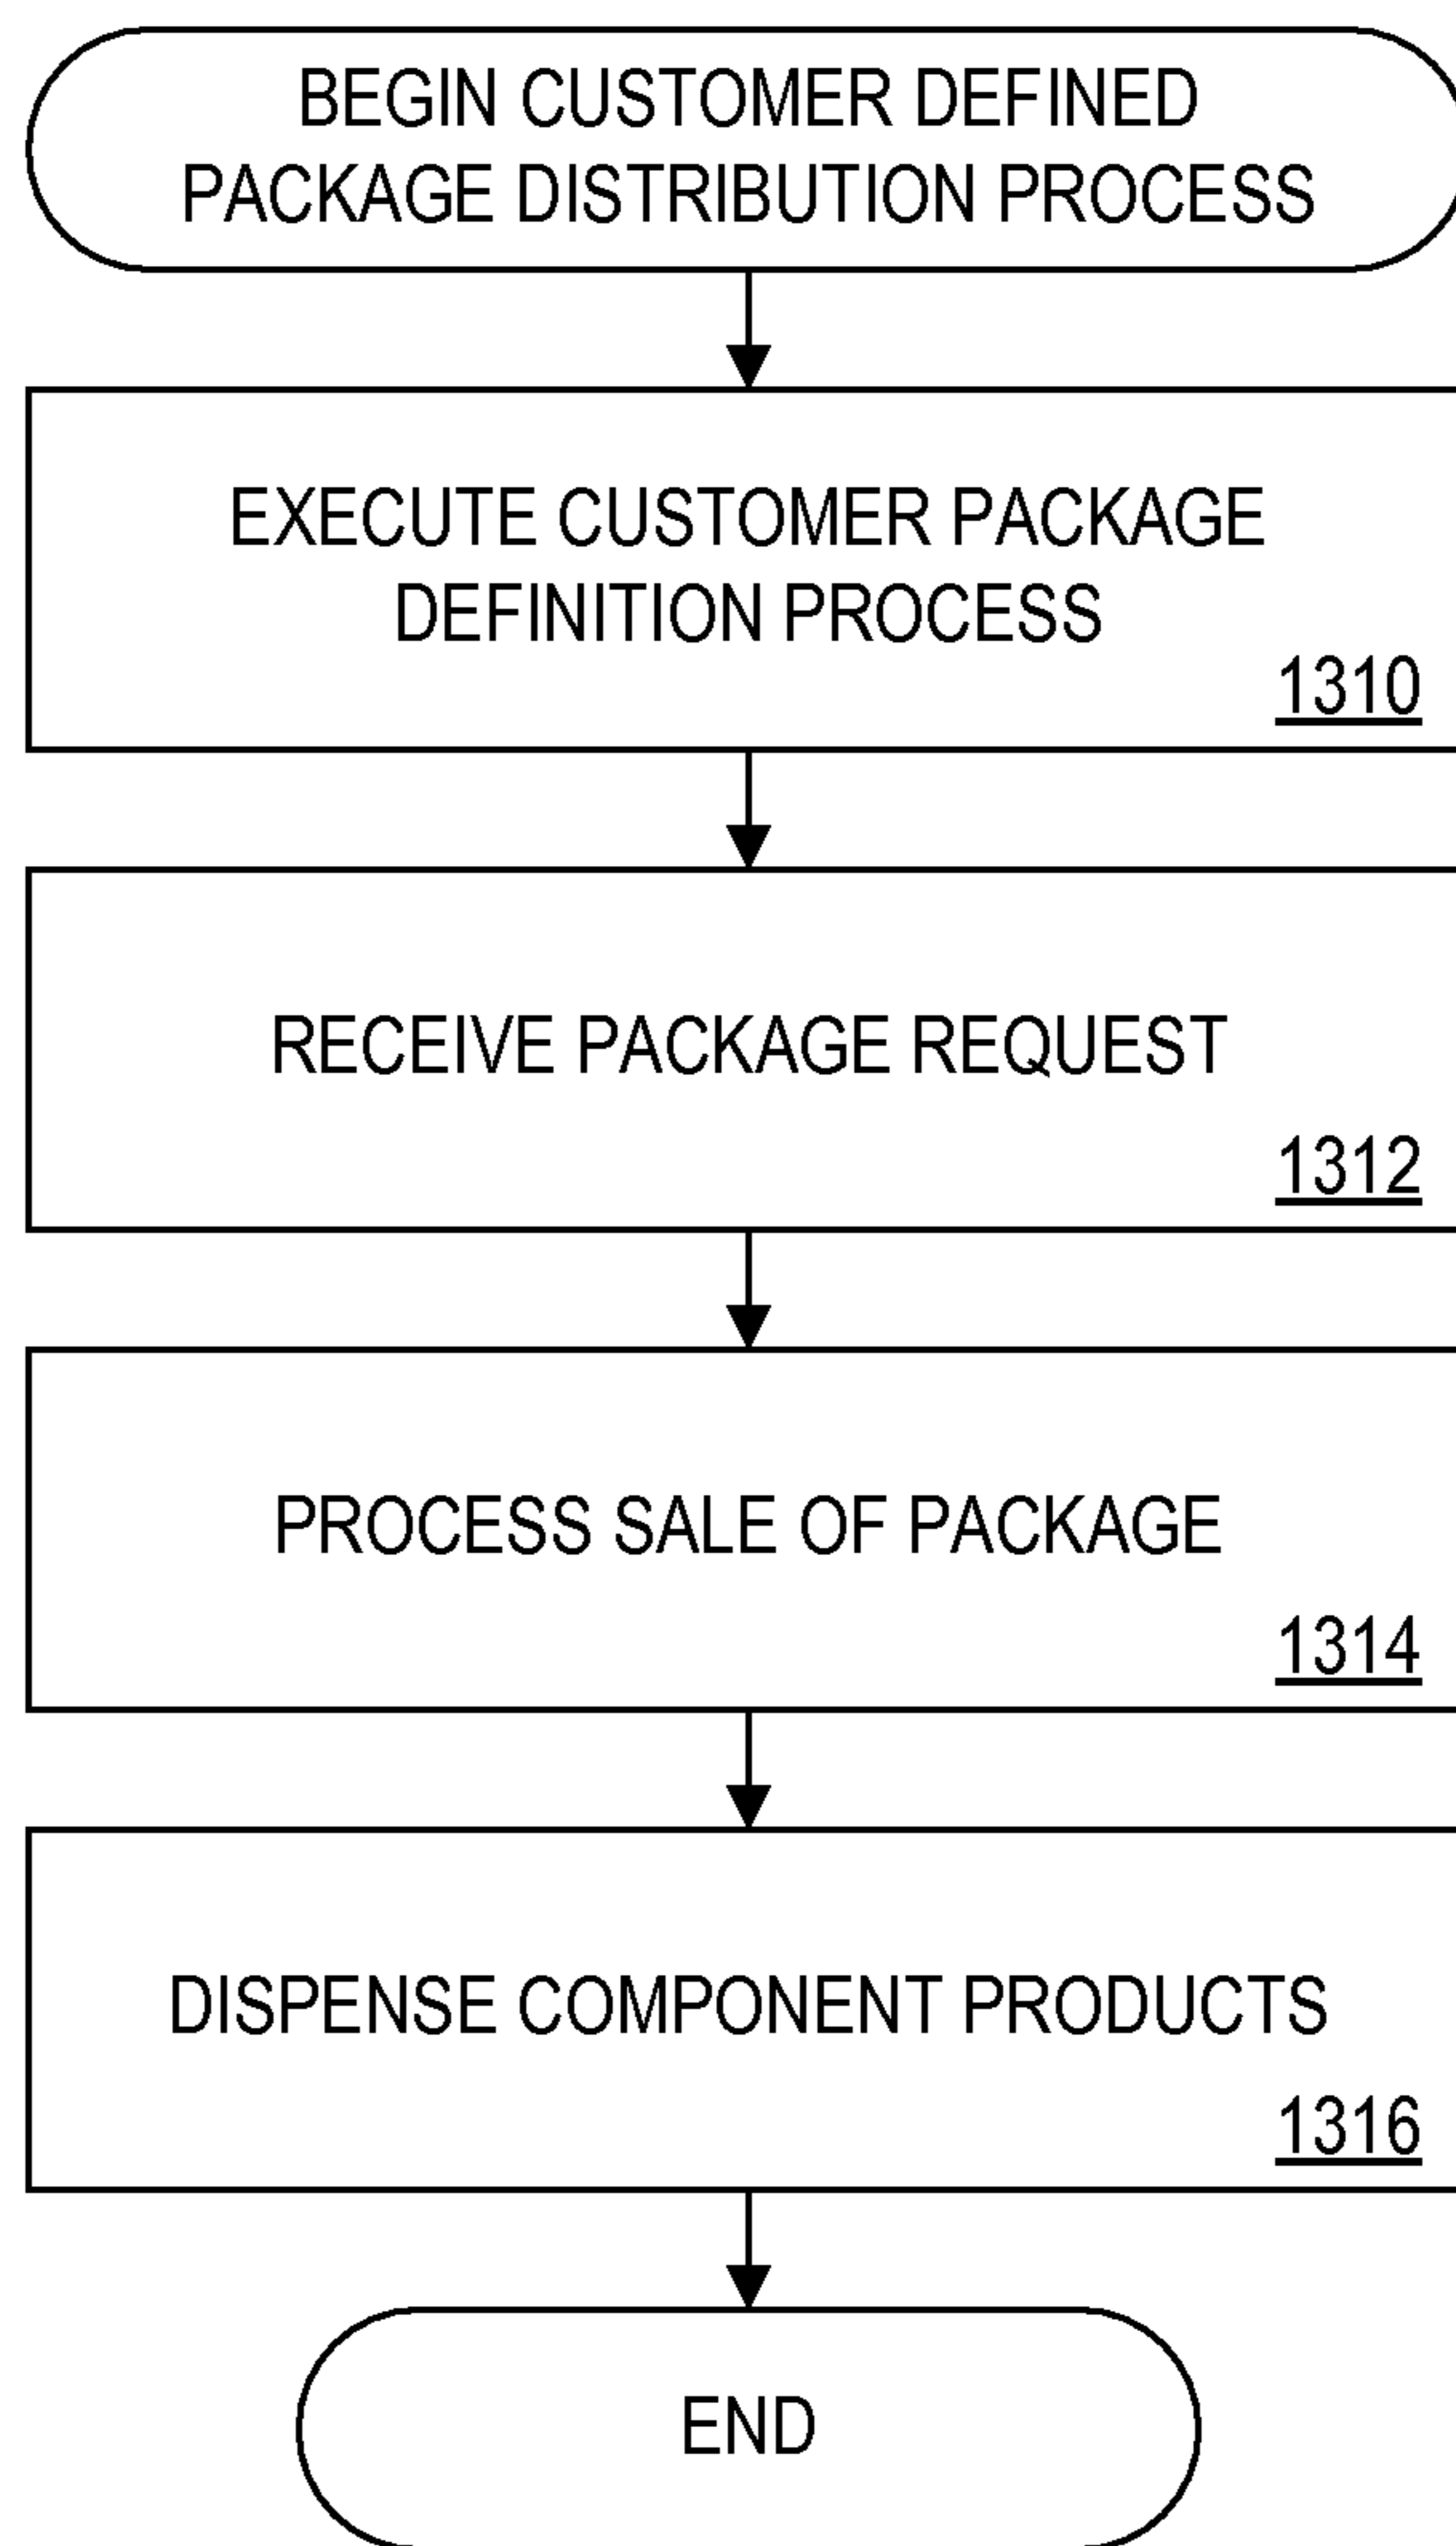 BEGIN CUSTOMER DEFINED
PACKAGE DISTRIBUTION PROCESS
EXECUTE CUSTOMER PACKAGE
DEFINITION PROCESS
1310
RECEIVE PACKAGE REQUEST
1312
PROCESS SALE OF PACKAGE
1314
DISPENSE COMPONENT PRODUCTS
1316
END